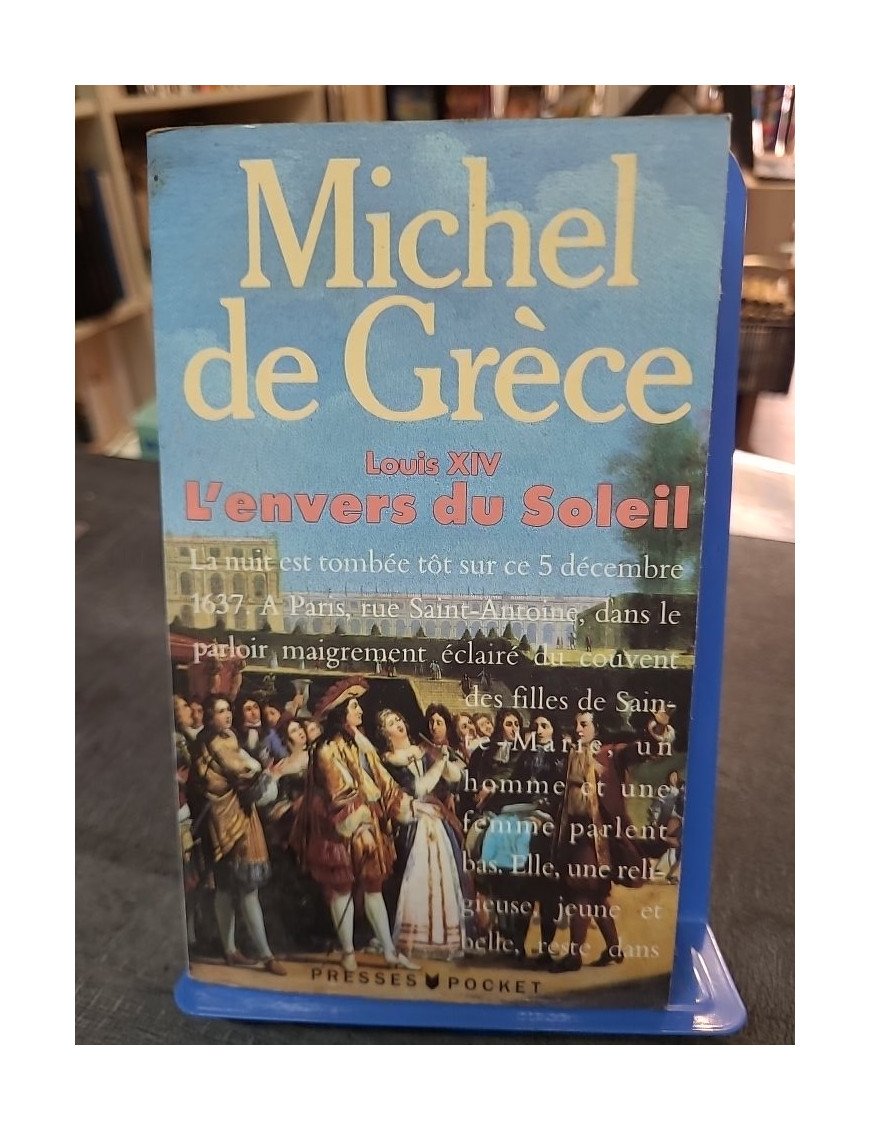 Michel
de Grèce
Louis XIV
L'envers du Soleil
La nuit est tombée tôt sur ce 5 décembre
1637. A Paris, rue Saint-Antoine, dans le
parloir maigrement éclairé du couvent
des filles de Sain-
te-Marie, un
homme et une
femme parlent
bas. Elle, une reli-
gieuse, jeune et
belle, reste dans
PRESSES POCKET